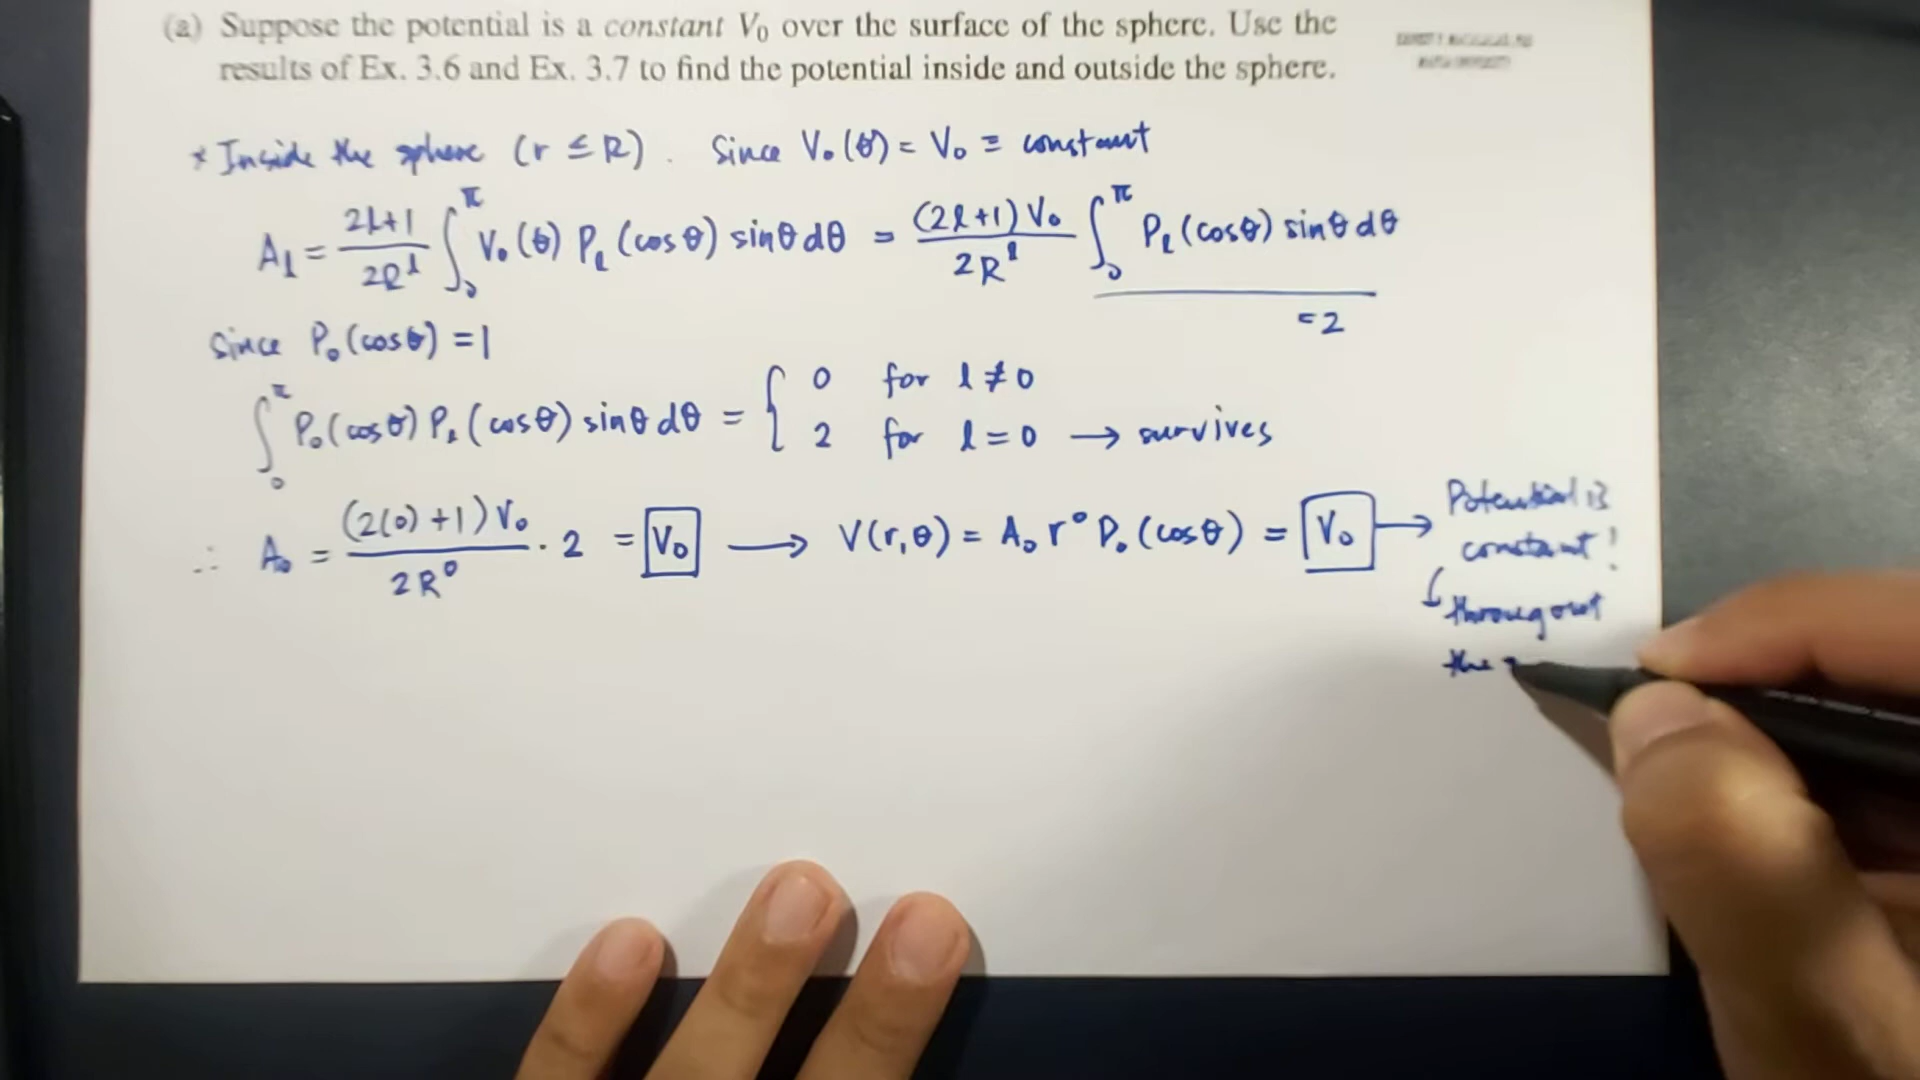 (a) Suppose the potential is a constant V₀ over the surface of the sphere. Use the
results of Ex. 3.6 and Ex. 3.7 to find the potential inside and outside the sphere.
* Inside the sphere (r ≤ R). Since V₀(θ) = V₀ = constant
A_l = (2l+1)/(2R^l) ∫₀^π V₀(θ) P_l(cosθ) sinθ dθ = ((2l+1)V₀)/(2R^l) ∫₀^π P_l(cosθ) sinθ dθ
=2
Since P₀(cosθ) = 1
∫₀^π P₀(cosθ) P_l(cosθ) sinθ dθ = { 0 for l ≠ 0
2 for l = 0 → survives
∴ A₀ = ((2(0)+1)V₀)/(2R⁰) · 2 = V₀ → V(r,θ) = A₀ r⁰ P₀(cosθ) = V₀ →
Potential is
constant!
througout
the